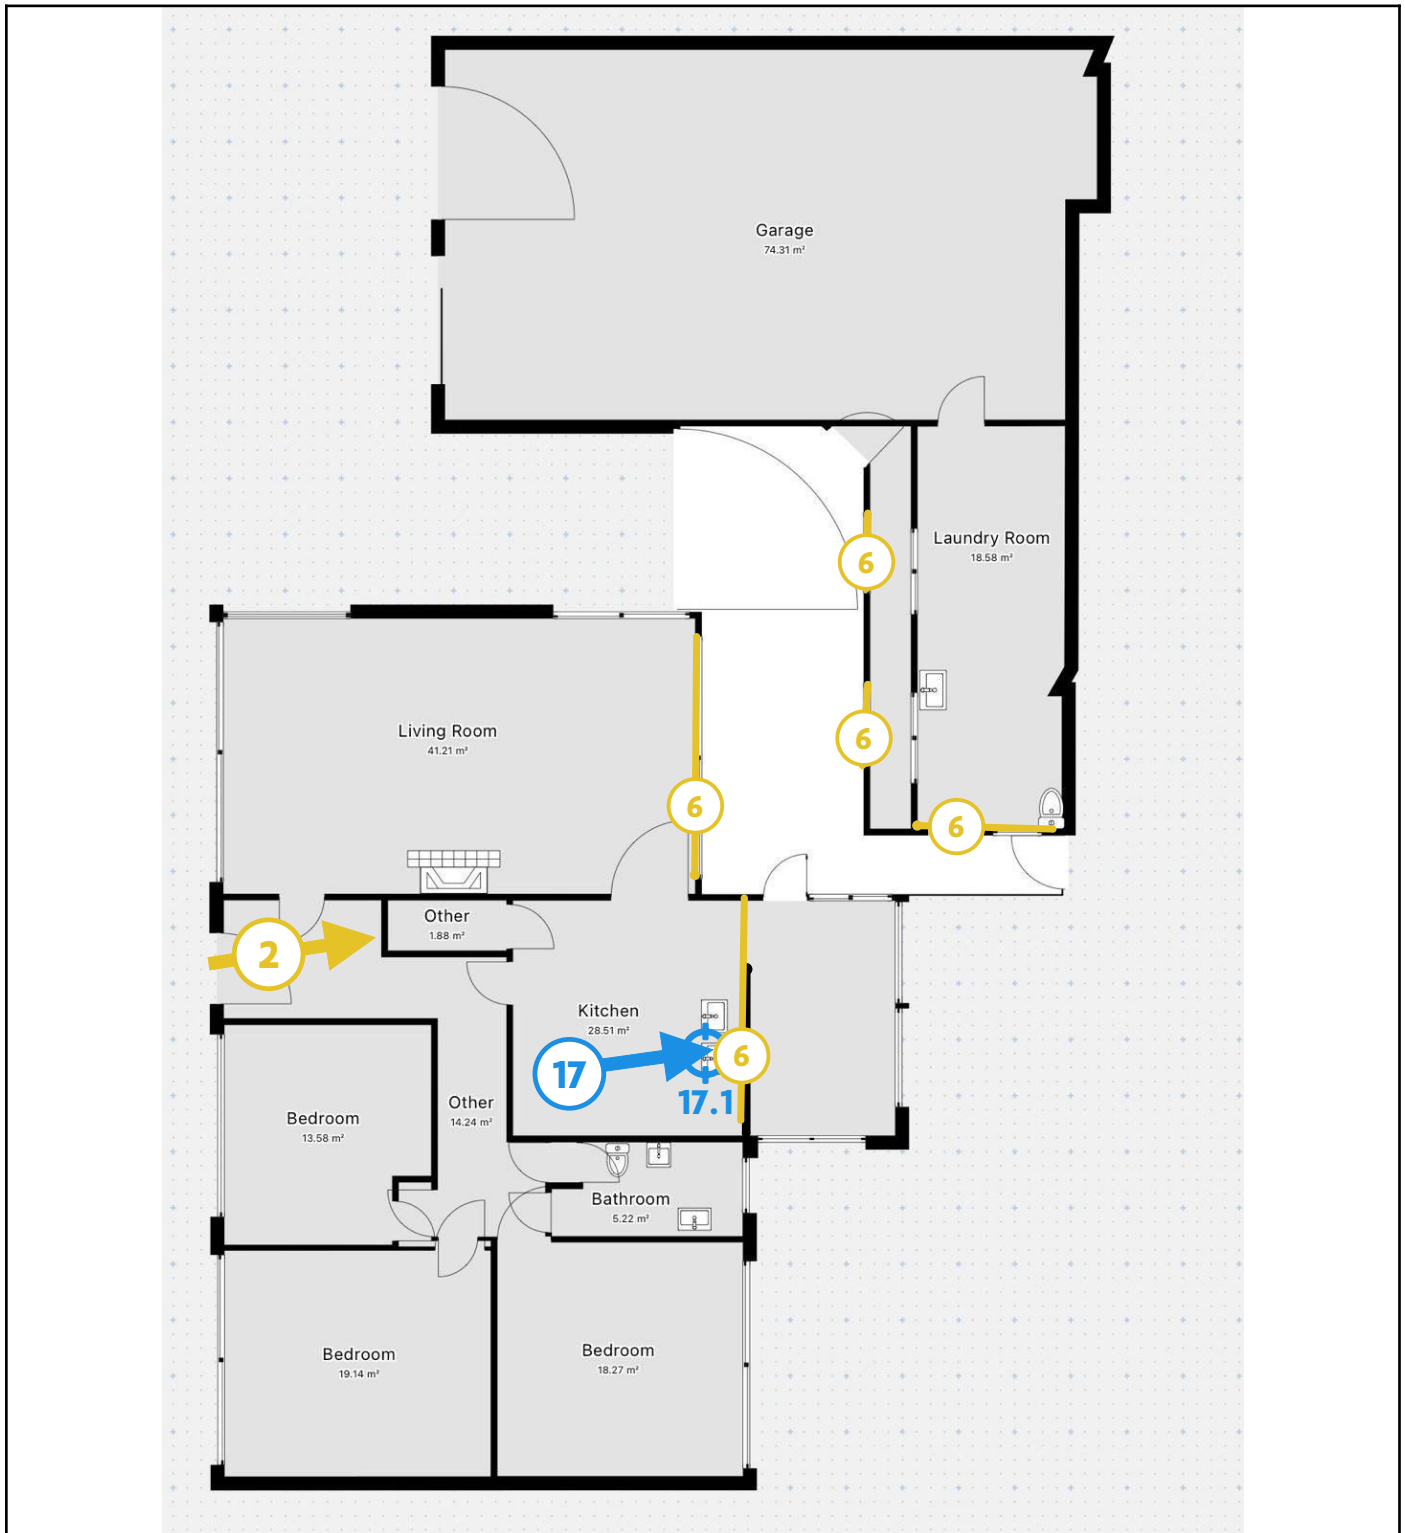 Garage
74.31 m²
Laundry Room
18.58 m²
6
6
Living Room
41.21 m²
6
6
Other
1.88 m²
2
Kitchen
28.51 m²
6
17
17.1
Other
14.24 m²
Bedroom
13.58 m²
Bathroom
5.22 m²
Bedroom
19.14 m²
Bedroom
18.27 m²